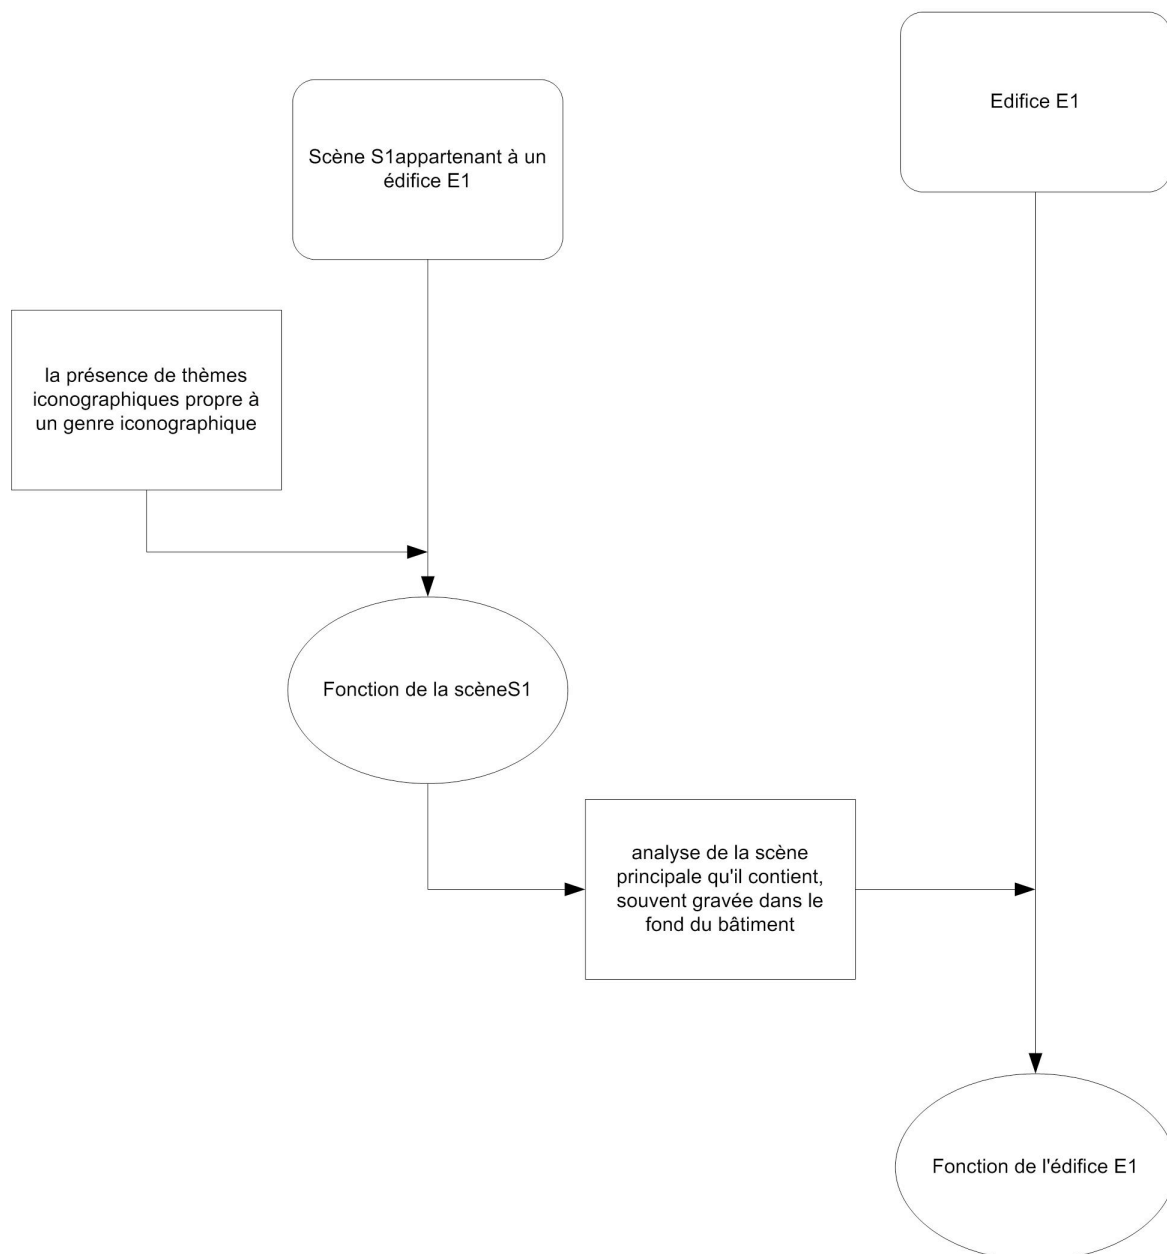 Edifice E1
Scène S1appartenant à un
édifice E1
la présence de thèmes
iconographiques propre à
un genre iconographique
Fonction de la scèneS1
analyse de la scène
principale qu'il contient,
souvent gravée dans le
fond du bâtiment
Fonction de l'édifice E1